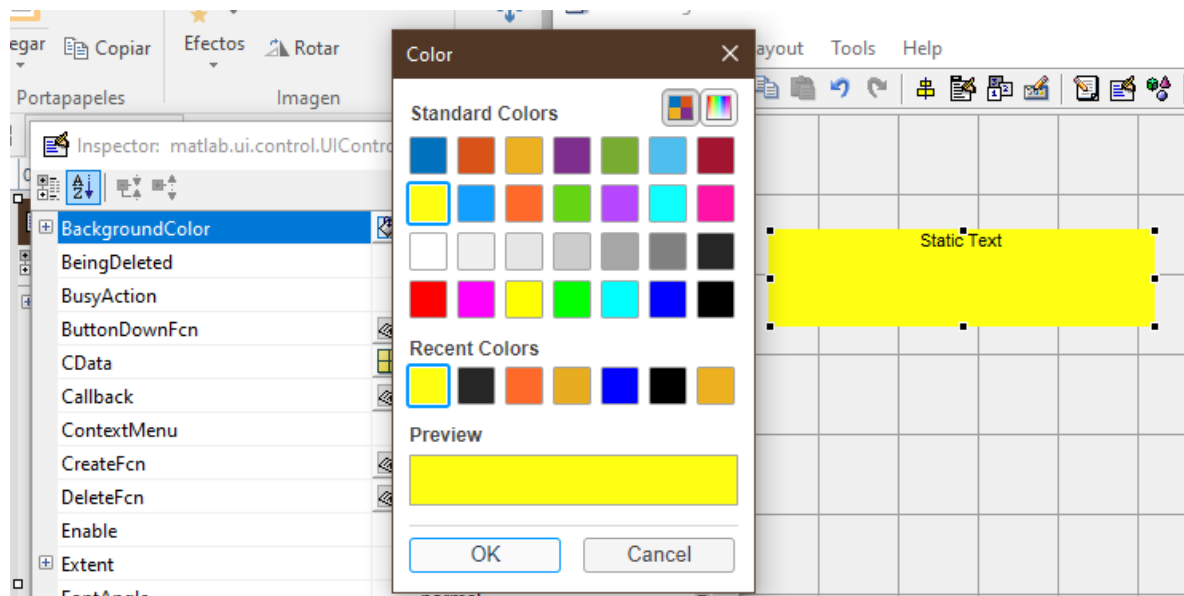 egar
Copiar
Efectos
Rotar
Portapapeles
Imagen
Inspector: matlab.ui.control.UIContro
BackgroundColor
BeingDeleted
BusyAction
ButtonDownFcn
CData
Callback
ContextMenu
CreateFcn
DeleteFcn
Enable
Extent
FontAngle
Color
Standard Colors
Recent Colors
Preview
OK
Cancel
ayout
Tools
Help
Static Text